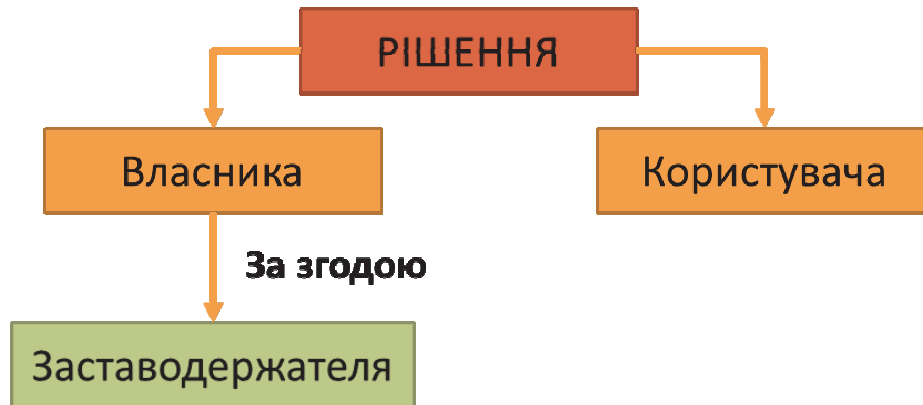 РІШЕННЯ
Власника
Користувача
За згодою
Заставодержателя